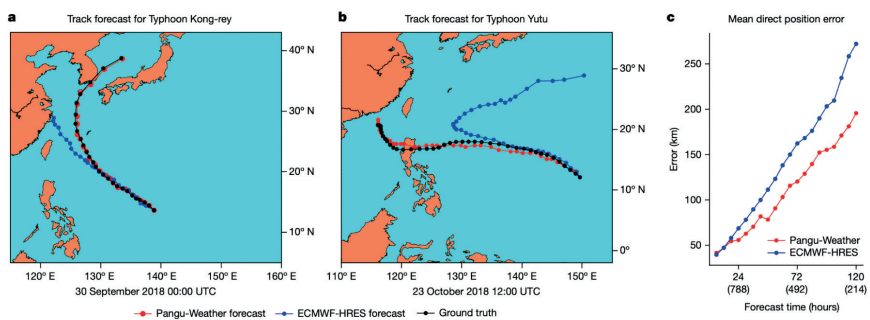 a Track forecast for Typhoon Kong-rey
40° N
30° N
20° N
10° N
120° E 130° E 140° E 150° E 160° E
30 September 2018 00:00 UTC
b Track forecast for Typhoon Yutu
30° N
20° N
10° N
0°
110° E 120° E 130° E 140° E 150° E
23 October 2018 12:00 UTC
Pangu-Weather forecast ECMWF-HRES forecast Ground truth
c Mean direct position error
Error (km)
250
200
150
100
50
Pangu-Weather
ECMWF-HRES
24 72 120
(788) (492) (214)
Forecast time (hours)